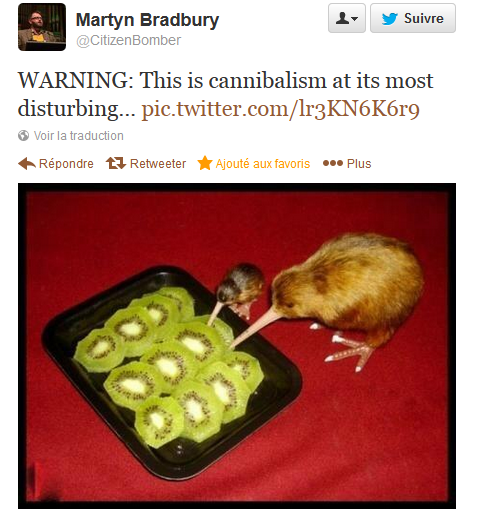 Martyn Bradbury
@CitizenBomber
Suivre
WARNING: This is cannibalism at its most
disturbing... pic.twitter.com/lr3KN6K6r9
Voir la traduction
Répondre Retweeter Ajouté aux favoris Plus